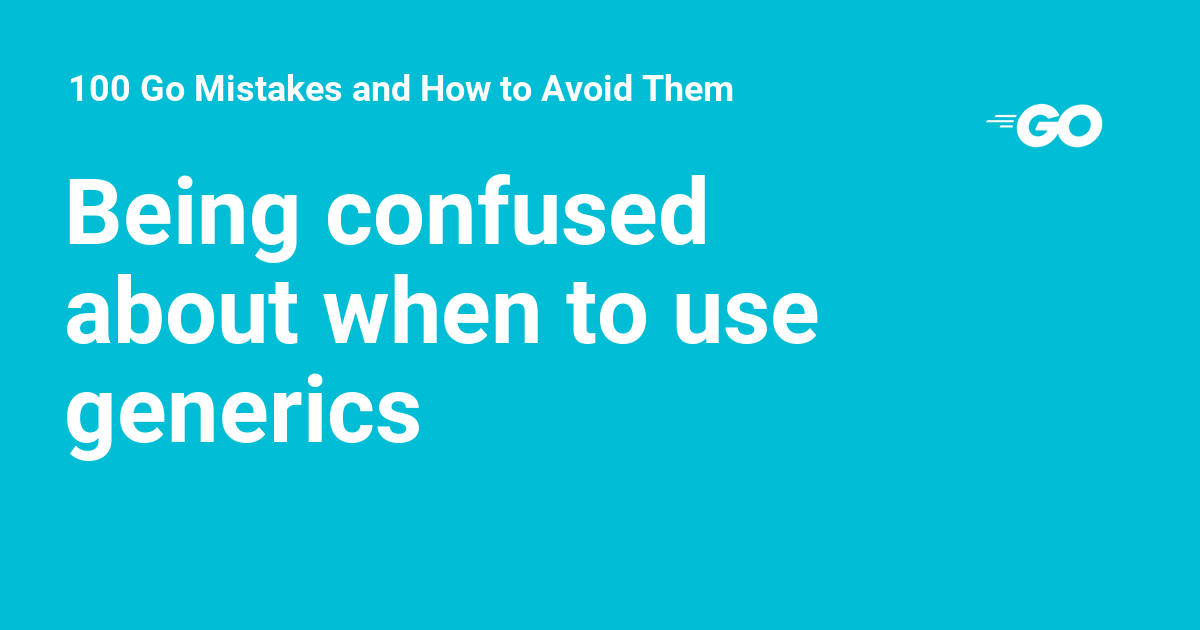 100 Go Mistakes and How to Avoid Them
GO
Being confused
about when to use
generics